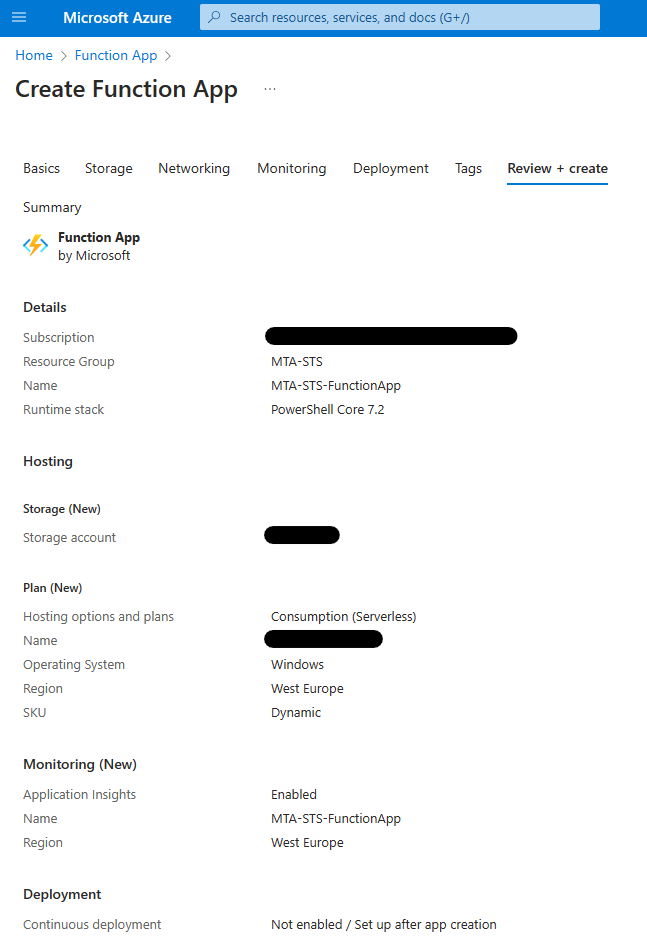 Microsoft Azure
Search resources, services, and docs (G+/)
Home > Function App >
Create Function App ...
Basics Storage Networking Monitoring Deployment Tags Review + create
Summary
Function App
by Microsoft
Details
Subscription
Resource Group MTA-STS
Name MTA-STS-FunctionApp
Runtime stack PowerShell Core 7.2
Hosting
Storage (New)
Storage account
Plan (New)
Hosting options and plans Consumption (Serverless)
Name
Operating System Windows
Region West Europe
SKU Dynamic
Monitoring (New)
Application Insights Enabled
Name MTA-STS-FunctionApp
Region West Europe
Deployment
Continuous deployment Not enabled / Set up after app creation